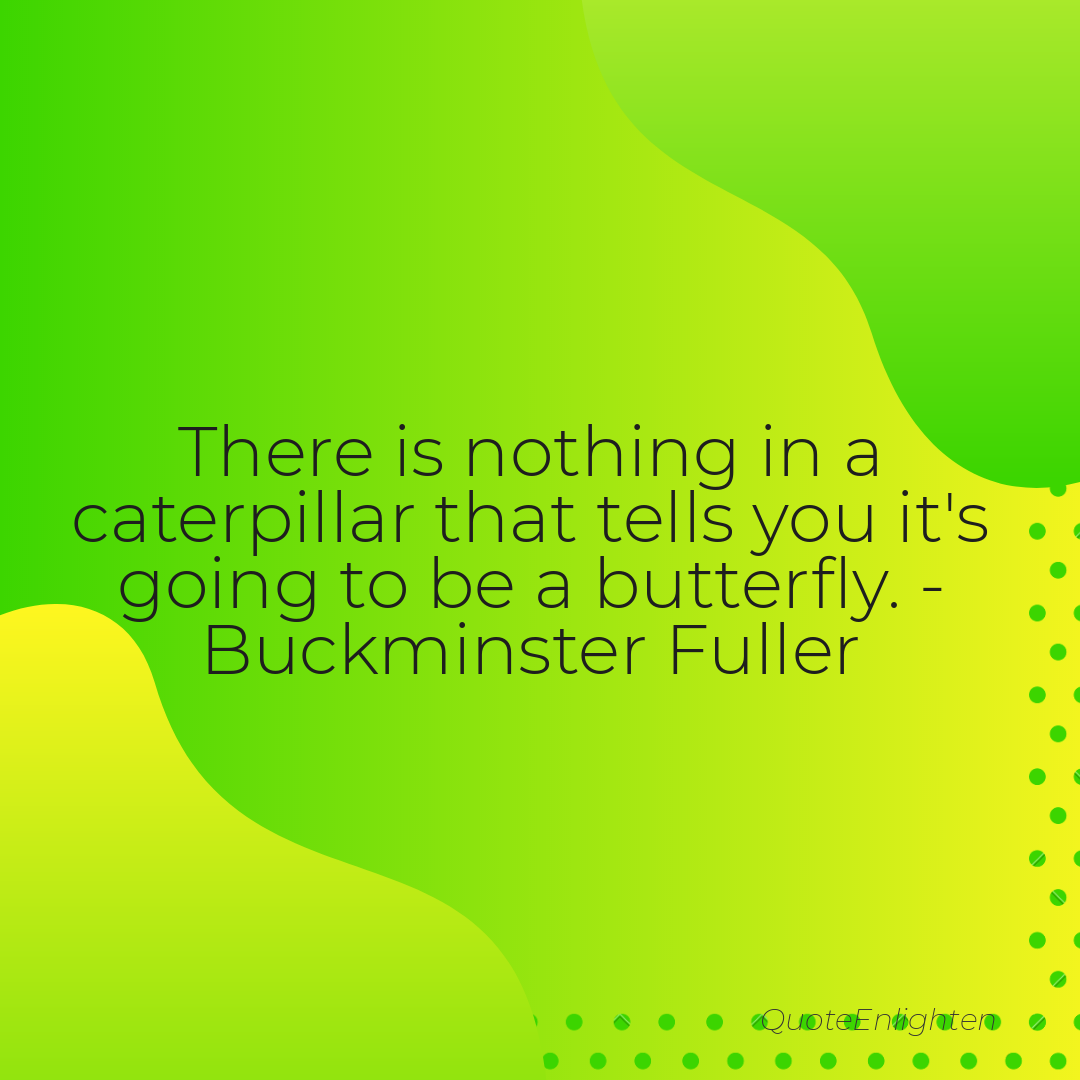 There is nothing in a
caterpillar that tells you it's
going to be a butterfly. -
Buckminster Fuller
QuoteEnlighten